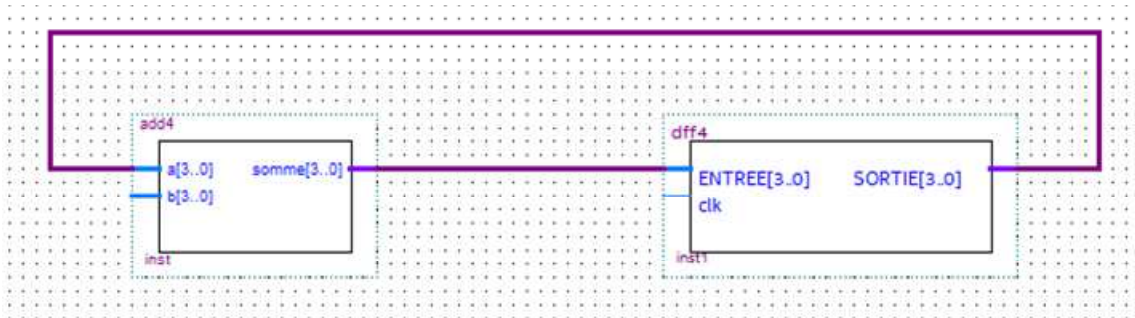 add4
a[3..0] somme[3..0]
b[3..0]
inst
dff4
ENTREE[3..0] SORTIE[3..0]
clk
inst1